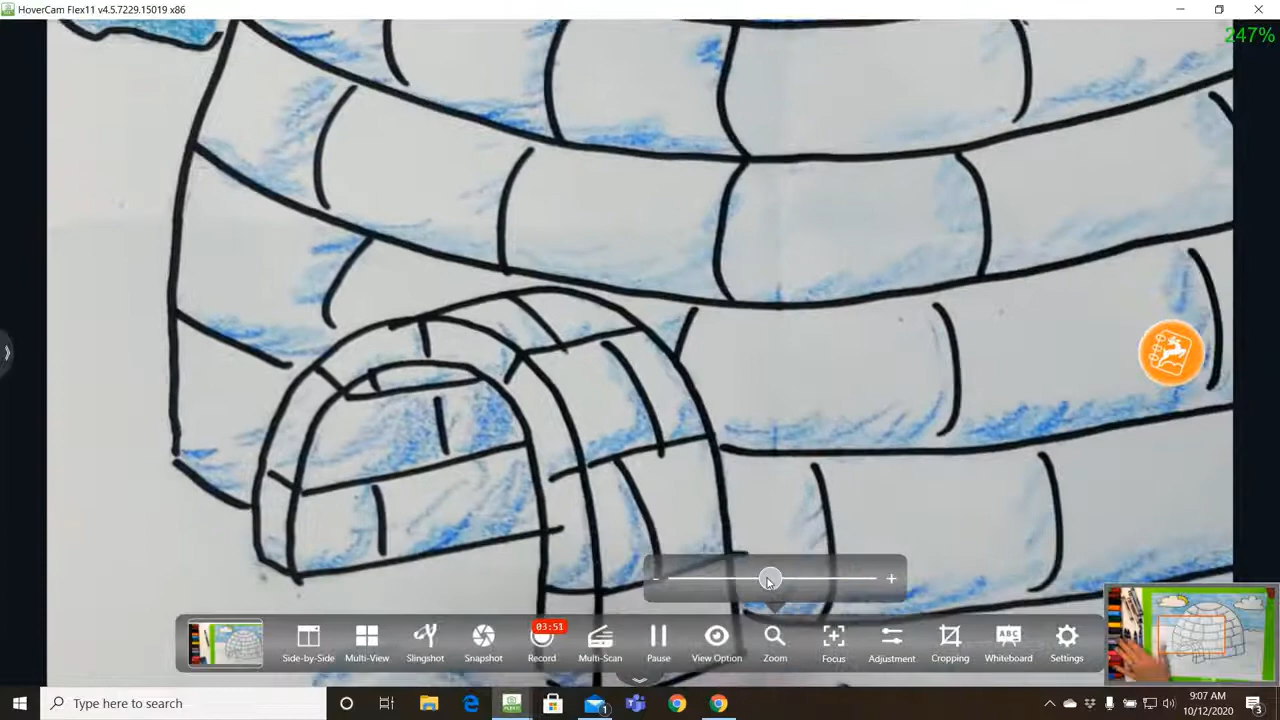 HoverCam Flex11 v4.5.7229.15019 x86
247%
03:51
Side-by-Side
Multi-View
Slingshot
Snapshot
Record
Multi-Scan
Pause
View Option
Zoom
Focus
Adjustment
Cropping
ABC
Whiteboard
Settings
Type here to search
1
9:07 AM
10/12/2020
3